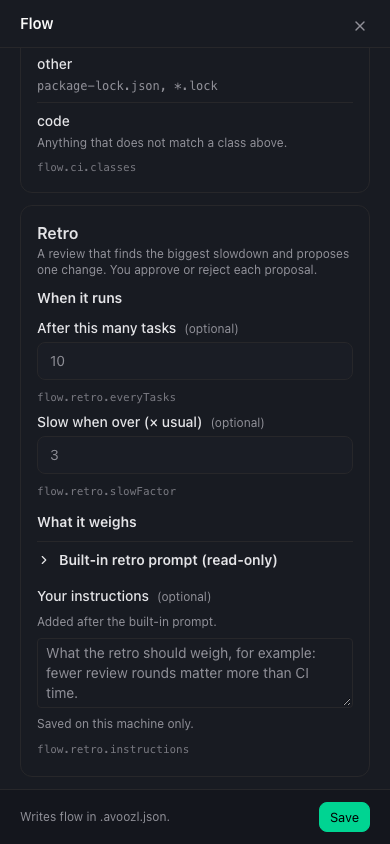 Flow
other
package-lock.json, *.lock
code
Anything that does not match a class above.
flow.ci.classes
Retro
A review that finds the biggest slowdown and proposes
one change. You approve or reject each proposal.
When it runs
After this many tasks (optional)
10
flow.retro.everyTasks
Slow when over (× usual) (optional)
3
flow.retro.slowFactor
What it weighs
Built-in retro prompt (read-only)
Your instructions (optional)
Added after the built-in prompt.
What the retro should weigh, for example:
fewer review rounds matter more than CI
time.
Saved on this machine only.
flow.retro.instructions
Writes flow in .avoozl.json.
Save